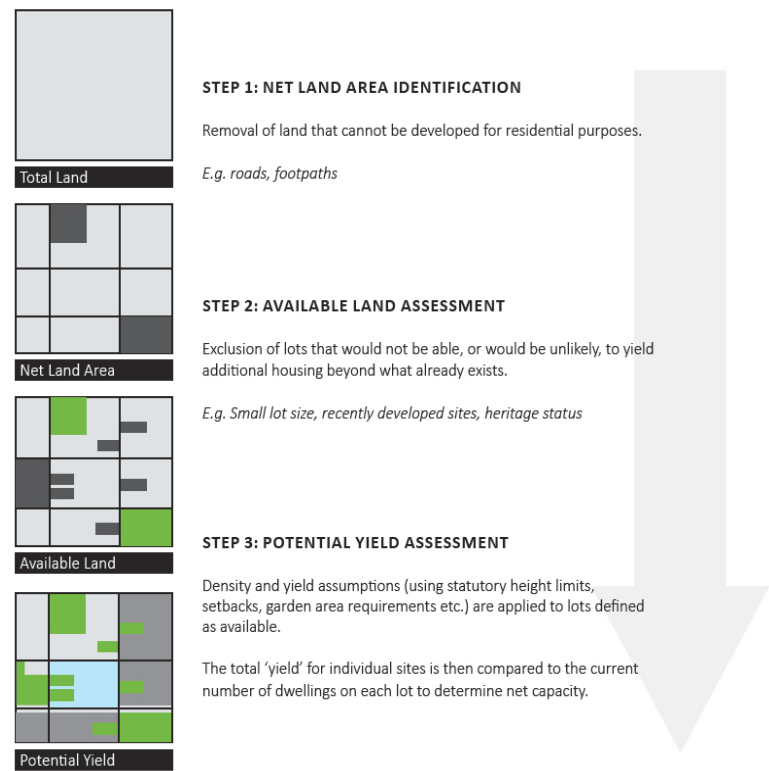 STEP 1: NET LAND AREA IDENTIFICATION
Removal of land that cannot be developed for residential purposes.
E.g. roads, footpaths
Total Land
STEP 2: AVAILABLE LAND ASSESSMENT
Exclusion of lots that would not be able, or would be unlikely, to yield
additional housing beyond what already exists.
Net Land Area
E.g. Small lot size, recently developed sites, heritage status
STEP 3: POTENTIAL YIELD ASSESSMENT
Available Land
Density and yield assumptions (using statutory height limits,
setbacks, garden area requirements etc.) are applied to lots defined
as available.
The total ‘yield’ for individual sites is then compared to the current
number of dwellings on each lot to determine net capacity.
Potential Yield